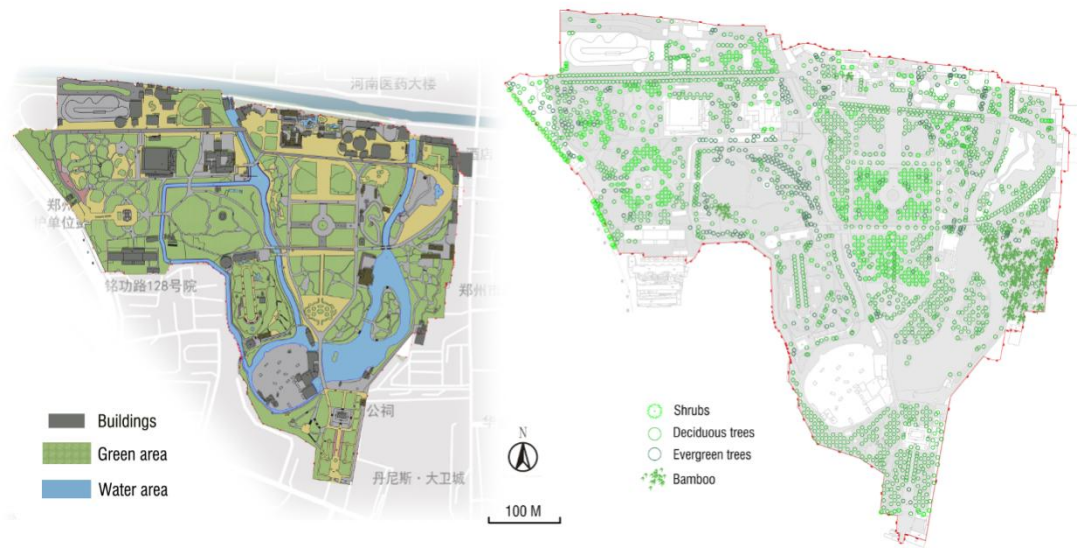 河南医药大楼
郑州
单位
铭功路128号院
郑州市
公祠
丹尼斯·大卫城
Buildings
Green area
Water area
N
100 M
Shrubs
Deciduous trees
Evergreen trees
Bamboo